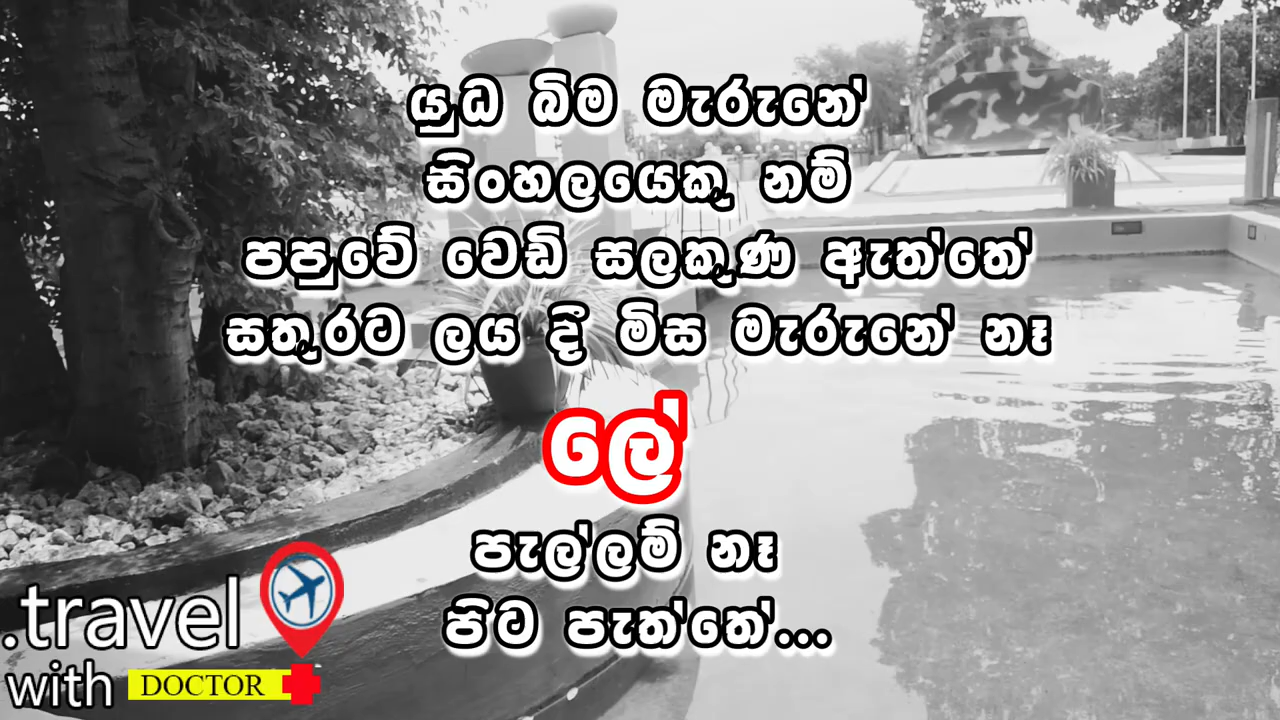 යුධ බිම මැරුනේ
සිංහලයෙකු නම්
පපුවේ වෙඩි සලකුණ ඇත්තේ
සතුරට ලය දී මිස මැරුනේ නෑ
ලේ
පැල්ලම් නෑ
පිට පැත්තේ...
.travel
with DOCTOR